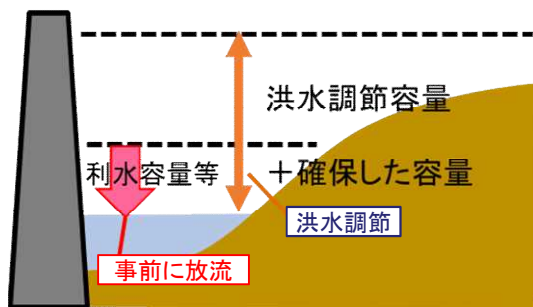 洪水調節容量
利水容量等
＋確保した容量
洪水調節
事前に放流